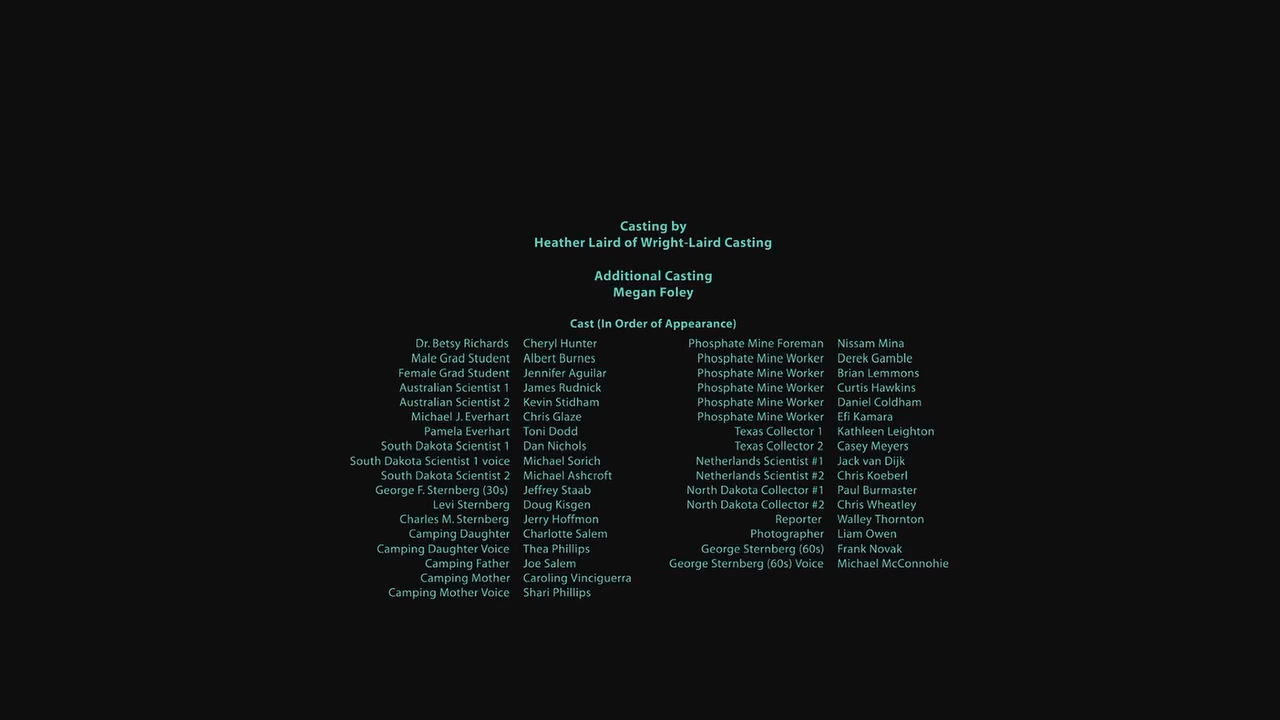 Casting by
Heather Laird of Wright-Laird Casting
Additional Casting
Megan Foley
Cast (In Order of Appearance)
Dr. Betsy Richards Cheryl Hunter
Male Grad Student Albert Burnes
Female Grad Student Jennifer Aguilar
Australian Scientist 1 James Rudnick
Australian Scientist 2 Kevin Stidham
Michael J. Everhart Chris Glaze
Pamela Everhart Toni Dodd
South Dakota Scientist 1 Dan Nichols
South Dakota Scientist 1 voice Michael Sorich
South Dakota Scientist 2 Michael Ashcroft
George F. Sternberg (30s) Jeffrey Staab
Levi Sternberg Doug Kisgen
Charles M. Sternberg Jerry Hoffmon
Camping Daughter Charlotte Salem
Camping Daughter Voice Thea Phillips
Camping Father Joe Salem
Camping Mother Caroling Vinciguerra
Camping Mother Voice Shari Phillips
Phosphate Mine Foreman Nissam Mina
Phosphate Mine Worker Derek Gamble
Phosphate Mine Worker Brian Lemmons
Phosphate Mine Worker Curtis Hawkins
Phosphate Mine Worker Daniel Coldham
Phosphate Mine Worker Efi Kamara
Texas Collector 1 Kathleen Leighton
Texas Collector 2 Casey Meyers
Netherlands Scientist #1 Jack van Dijk
Netherlands Scientist #2 Chris Koeberl
North Dakota Collector #1 Paul Burmaster
North Dakota Collector #2 Chris Wheatley
Reporter Walley Thornton
Photographer Liam Owen
George Sternberg (60s) Frank Novak
George Sternberg (60s) Voice Michael McConnohie